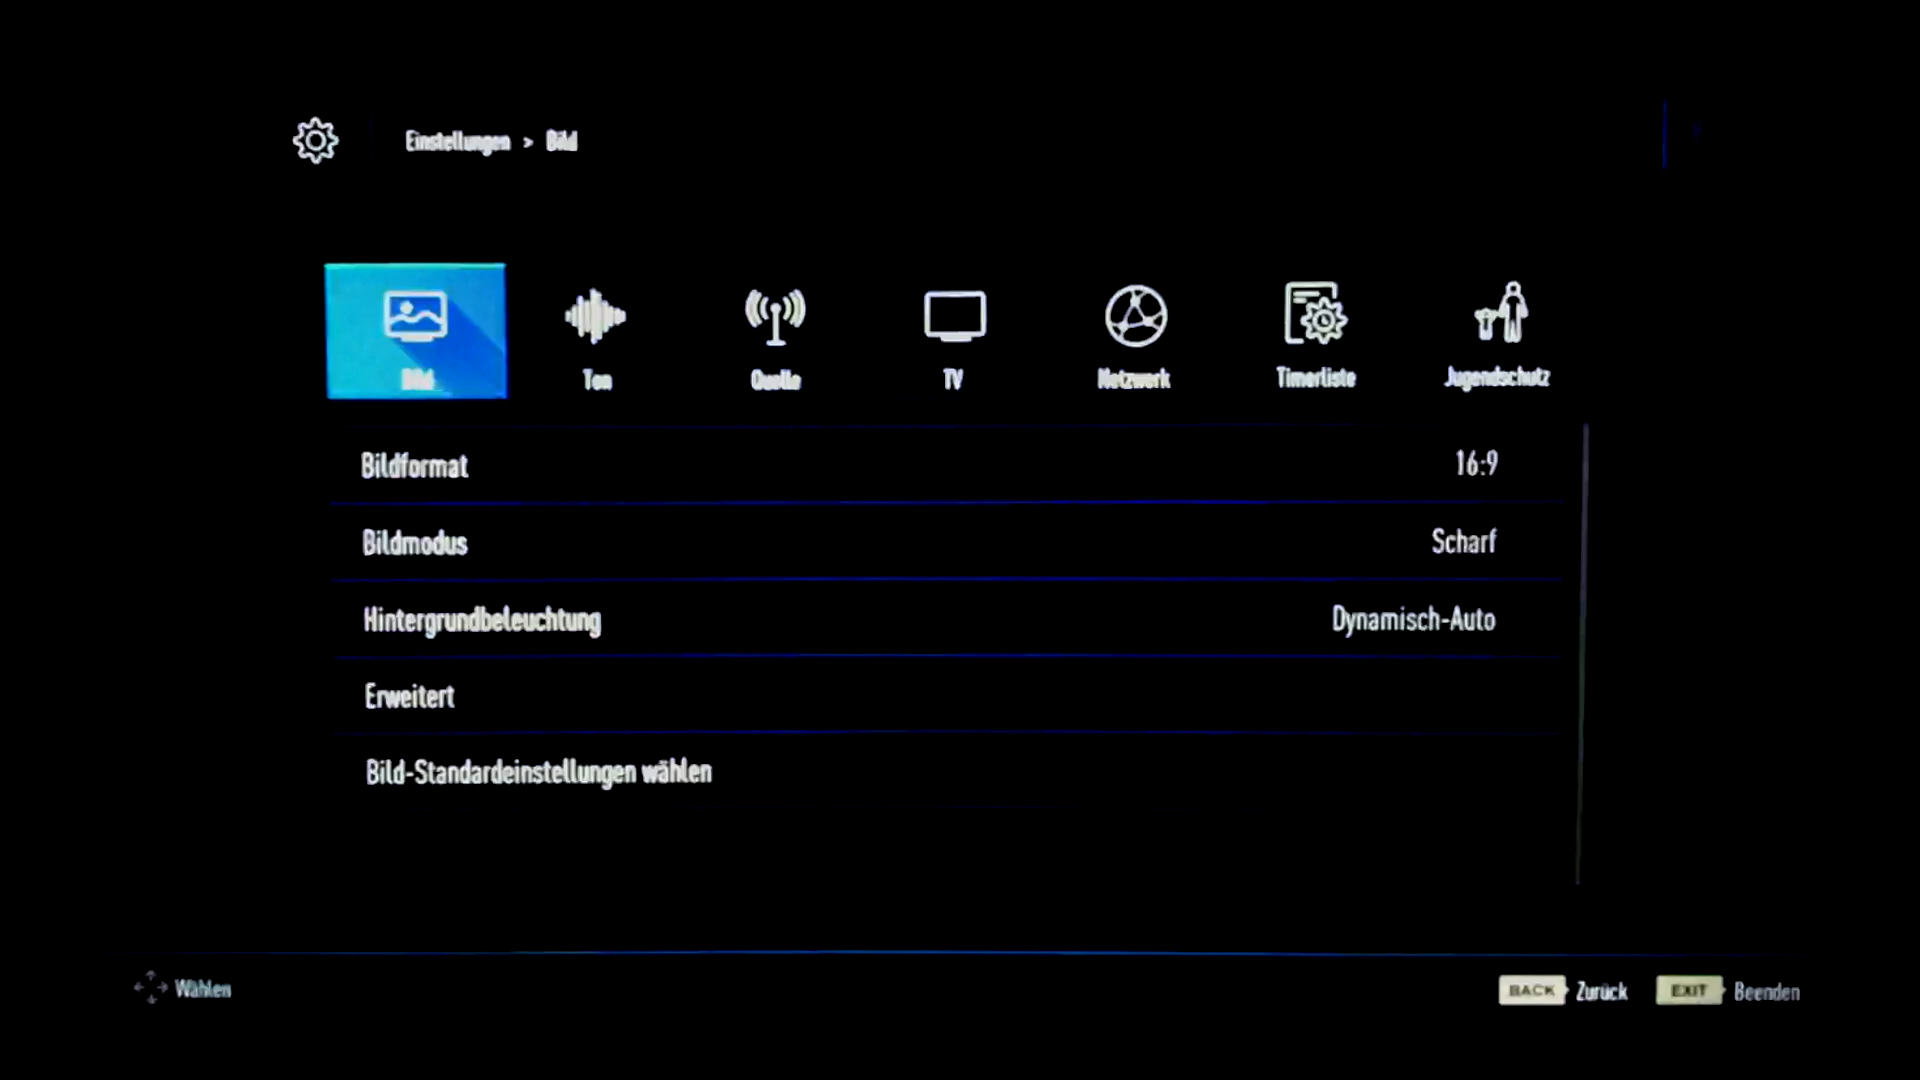 Einstellungen > Bild
Bild Ton Quelle TV Netzwerk Timerliste Jugendschutz
Bildformat 16:9
Bildmodus Scharf
Hintergrundbeleuchtung Dynamisch-Auto
Erweitert
Bild-Standardeinstellungen wählen
Wählen BACK Zurück EXIT Beenden